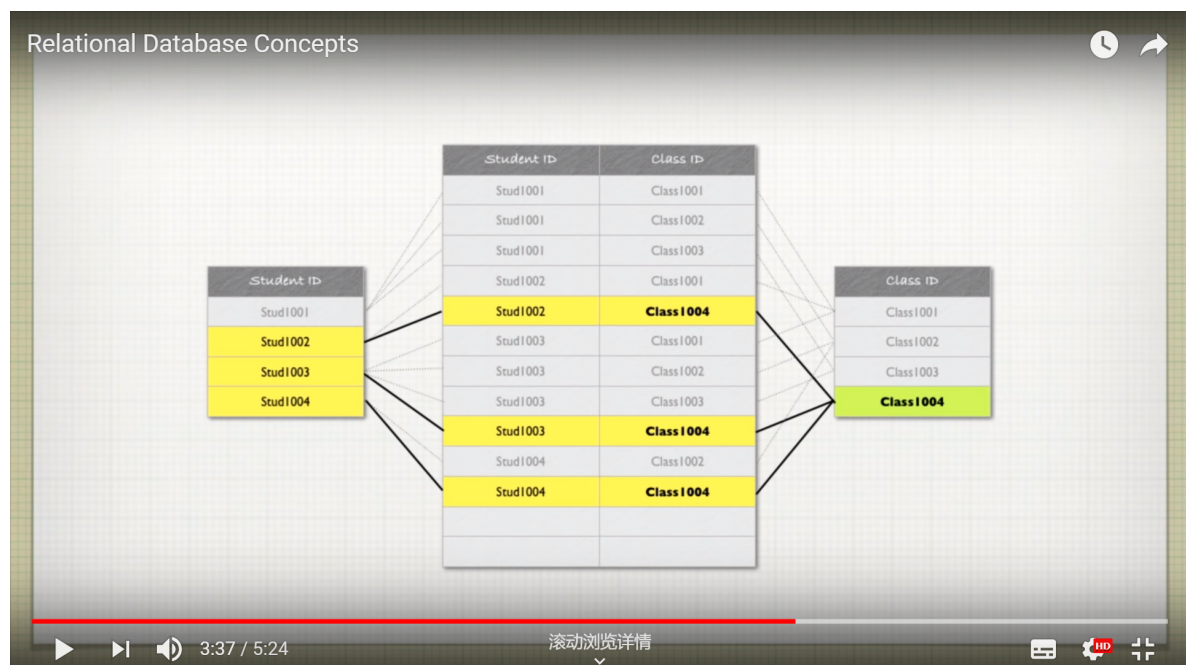 Relational Database Concepts
Student ID Class ID
Stud1001 Class1001
Stud1001 Class1002
Stud1001 Class1003
Stud1002 Class1001
Stud1002 Class1004
Stud1003 Class1001
Stud1003 Class1002
Stud1003 Class1003
Stud1003 Class1004
Stud1004 Class1002
Stud1004 Class1004
Student ID
Stud1001
Stud1002
Stud1003
Stud1004
Class ID
Class1001
Class1002
Class1003
Class1004
3:37 / 5:24
滚动浏览详情
HD